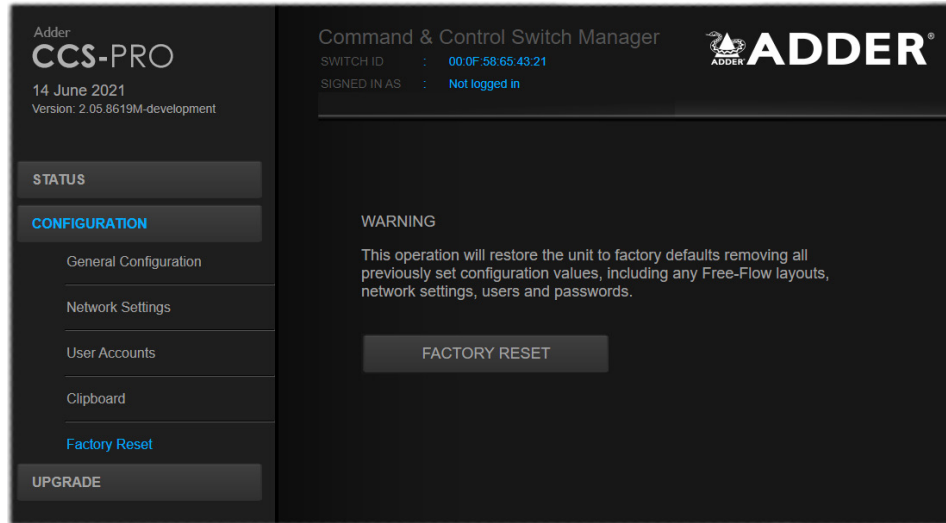 Adder
CCS-PRO
14 June 2021
Version: 2.05.8619M-development
STATUS
CONFIGURATION
General Configuration
Network Settings
User Accounts
Clipboard
Factory Reset
UPGRADE
Command & Control Switch Manager
SWITCH ID : 00:0F:58:65:43:21
SIGNED IN AS : Not logged in
ADDER ADDER®
WARNING
This operation will restore the unit to factory defaults removing all
previously set configuration values, including any Free-Flow layouts,
network settings, users and passwords.
FACTORY RESET